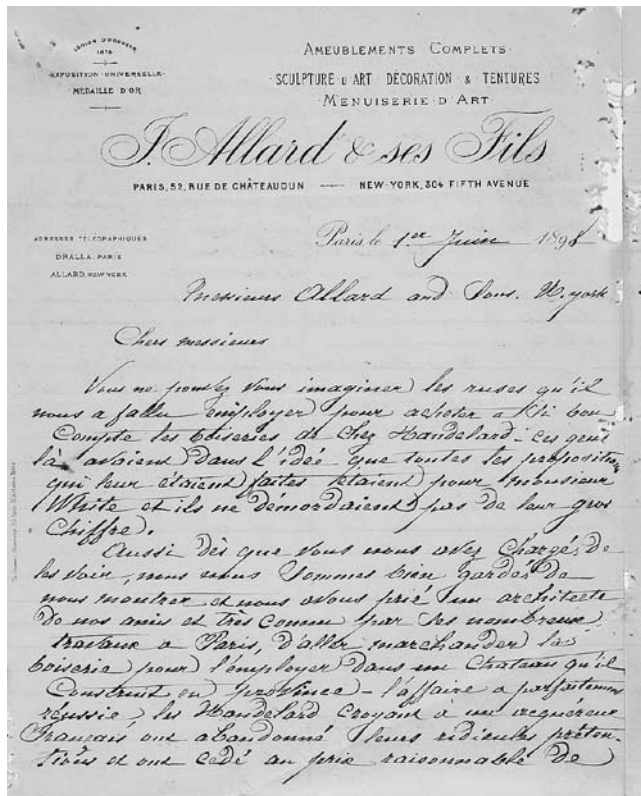 LÉGION D'HONNEUR
1878
EXPOSITION UNIVERSELLE
MÉDAILLE D'OR
AMEUBLEMENTS COMPLETS
SCULPTURE D'ART DÉCORATION & TENTURES
MENUISERIE D'ART
J. Allard & ses Fils
PARIS, 52, RUE DE CHÂTEAUDUN — NEW-YORK, 304 FIFTH AVENUE
ADRESSES TÉLÉGRAPHIQUES
DRALLA, PARIS
ALLARD, NEW YORK
Paris le 1er Juin 1898
Messieurs Allard and Sons. N. york
Chers messieurs
Vous ne pouvez vous imaginer les ruses qu'il
nous a fallu employer pour acheter a si bon
Compte les boiseries de chez Handelard - ces gens
là avaient dans l'idée que toutes les proposition
qui leur étaient faites étaient pour monsieur
White et ils ne démordaient pas de leur gros
Chiffre.
Aussi dès que vous nous avez chargés de
les voir, nous nous sommes bien gardés de
nous montrer et nous avons prié un architecte
de nos amis et très connu par ses nombreux
travaux a Paris, d'aller marchander la
boiserie pour l'employer dans un Chateau qu'il
Construit en province - l'affaire a parfaitement
réussie, les Handelard croyant à un acquéreur
Français ont abandonné leurs ridicules préten-
tions et ont cédé au prix raisonnable de